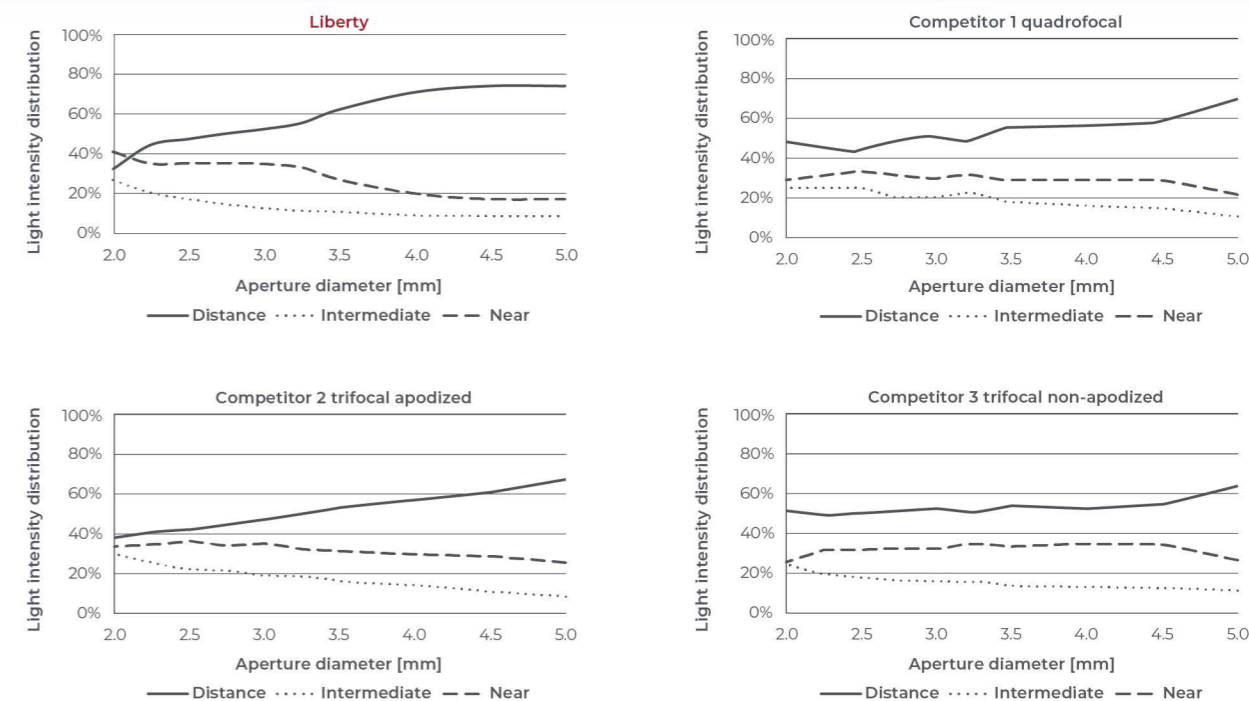 Liberty
Light intensity distribution
100%
80%
60%
40%
20%
0%
2.0 2.5 3.0 3.5 4.0 4.5 5.0
Aperture diameter [mm]
Distance Intermediate Near
Competitor 1 quadrofocal
Light intensity distribution
100%
80%
60%
40%
20%
0%
2.0 2.5 3.0 3.5 4.0 4.5 5.0
Aperture diameter [mm]
Distance Intermediate Near
Competitor 2 trifocal apodized
Light intensity distribution
100%
80%
60%
40%
20%
0%
2.0 2.5 3.0 3.5 4.0 4.5 5.0
Aperture diameter [mm]
Distance Intermediate Near
Competitor 3 trifocal non-apodized
Light intensity distribution
100%
80%
60%
40%
20%
0%
2.0 2.5 3.0 3.5 4.0 4.5 5.0
Aperture diameter [mm]
Distance Intermediate Near